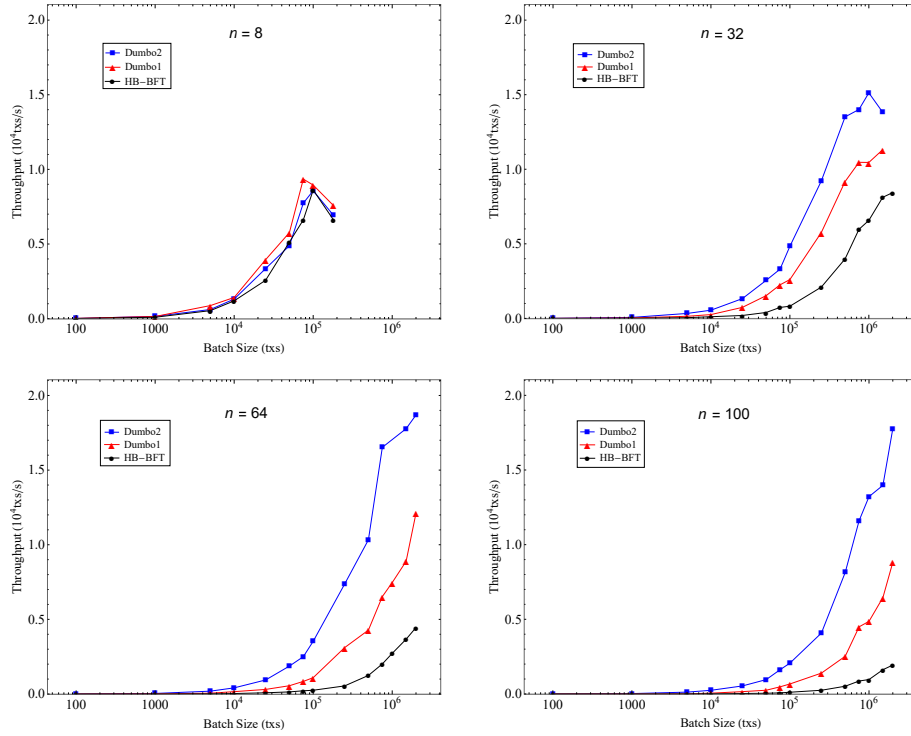 n = 8
Dumbo2
Dumbo1
HB−BFT
Throughput (10⁴txs/s)
2.0
1.5
1.0
0.5
0.0
100 1000 10⁴ 10⁵ 10⁶
Batch Size (txs)
n = 32
Dumbo2
Dumbo1
HB−BFT
Throughput (10⁴txs/s)
2.0
1.5
1.0
0.5
0.0
100 1000 10⁴ 10⁵ 10⁶
Batch Size (txs)
n = 64
Dumbo2
Dumbo1
HB−BFT
Throughput (10⁴txs/s)
2.0
1.5
1.0
0.5
0.0
100 1000 10⁴ 10⁵ 10⁶
Batch Size (txs)
n = 100
Dumbo2
Dumbo1
HB−BFT
Throughput (10⁴txs/s)
2.0
1.5
1.0
0.5
0.0
100 1000 10⁴ 10⁵ 10⁶
Batch Size (txs)